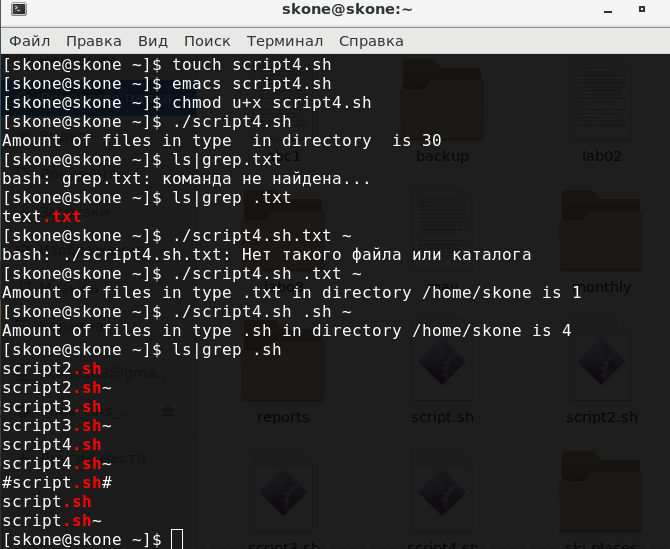 skone@skone:~
Файл Правка Вид Поиск Терминал Справка
[skone@skone ~]$ touch script4.sh
[skone@skone ~]$ emacs script4.sh
[skone@skone ~]$ chmod u+x script4.sh
[skone@skone ~]$ ./script4.sh
Amount of files in type  in directory  is 30
[skone@skone ~]$ ls|grep.txt
bash: grep.txt: команда не найдена...
[skone@skone ~]$ ls|grep .txt
text.txt
[skone@skone ~]$ ./script4.sh.txt ~
bash: ./script4.sh.txt: Нет такого файла или каталога
[skone@skone ~]$ ./script4.sh .txt ~
Amount of files in type .txt in directory /home/skone is 1
[skone@skone ~]$ ./script4.sh .sh ~
Amount of files in type .sh in directory /home/skone is 4
[skone@skone ~]$ ls|grep .sh
script2.sh
script2.sh~
script3.sh
script3.sh~
script4.sh
script4.sh~
#script.sh#
script.sh
script.sh~
[skone@skone ~]$
backup
lab02
monthly
reports
script.sh
script2.sh
script3.sh
script4.sh